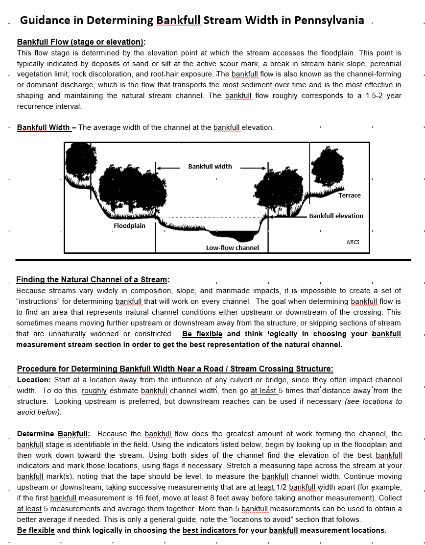 Guidance in Determining Bankfull Stream Width in Pennsylvania
Bankfull Flow (stage or elevation):
This flow stage is determined by the elevation point at which the stream accesses the floodplain. This point is
typically indicated by deposits of sand or silt at the active scour mark, a break in stream bank slope, perennial
vegetation limit, rock discoloration, and root-hair exposure. The bankfull flow is also known as the channel-forming
or dominant discharge, which is the flow that transports the most sediment over time and is the most effective in
shaping and maintaining the natural stream channel. The bankfull flow roughly corresponds to a 1.5-2 year
recurrence interval.
Bankfull Width – The average width of the channel at the bankfull elevation.
Bankfull width
Terrace
Bankfull elevation
Floodplain
Low-flow channel
NRCS
Finding the Natural Channel of a Stream:
Because streams vary widely in composition, slope, and manmade impacts, it is impossible to create a set of
"instructions" for determining bankfull that will work on every channel. The goal when determining bankfull flow is
to find an area that represents natural channel conditions either upstream or downstream of the crossing. This
sometimes means moving further upstream or downstream away from the structure, or skipping sections of stream
that are unnaturally widened or constricted. Be flexible and think logically in choosing your bankfull
measurement stream section in order to get the best representation of the natural channel.
Procedure for Determining Bankfull Width Near a Road / Stream Crossing Structure:
Location: Start at a location away from the influence of any culvert or bridge, since they often impact channel
width. To do this, roughly estimate bankfull channel width, then go at least 5 times that distance away from the
structure. Looking upstream is preferred, but downstream reaches can be used if necessary (see locations to
avoid below).
Determine Bankfull: Because the bankfull flow does the greatest amount of work forming the channel, the
bankfull stage is identifiable in the field. Using the indicators listed below, begin by looking up in the floodplain and
then work down toward the stream. Using both sides of the channel find the elevation of the best bankfull
indicators and mark those locations, using flags if necessary. Stretch a measuring tape across the stream at your
bankfull mark(s), noting that the tape should be level, to measure the bankfull channel width. Continue moving
upstream or downstream, taking successive measurements that are at least 1/2 bankfull width apart (for example,
if the first bankfull measurement is 16 feet, move at least 8 feet away before taking another measurement). Collect
at least 5 measurements and average them together. More than 5 bankfull measurements can be used to obtain a
better average if needed. This is only a general guide, note the "locations to avoid" section that follows.
Be flexible and think logically in choosing the best indicators for your bankfull measurement locations.